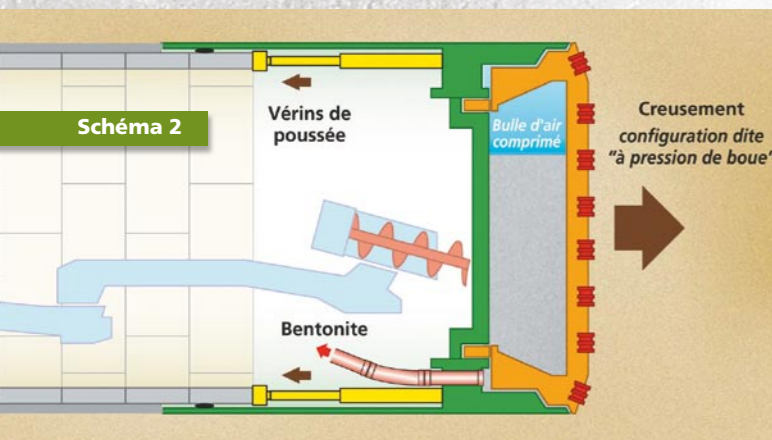 Schéma 2
Vérins de
poussée
Bulle d'air
comprimé
Creusement
configuration dite
"à pression de boue"
Bentonite